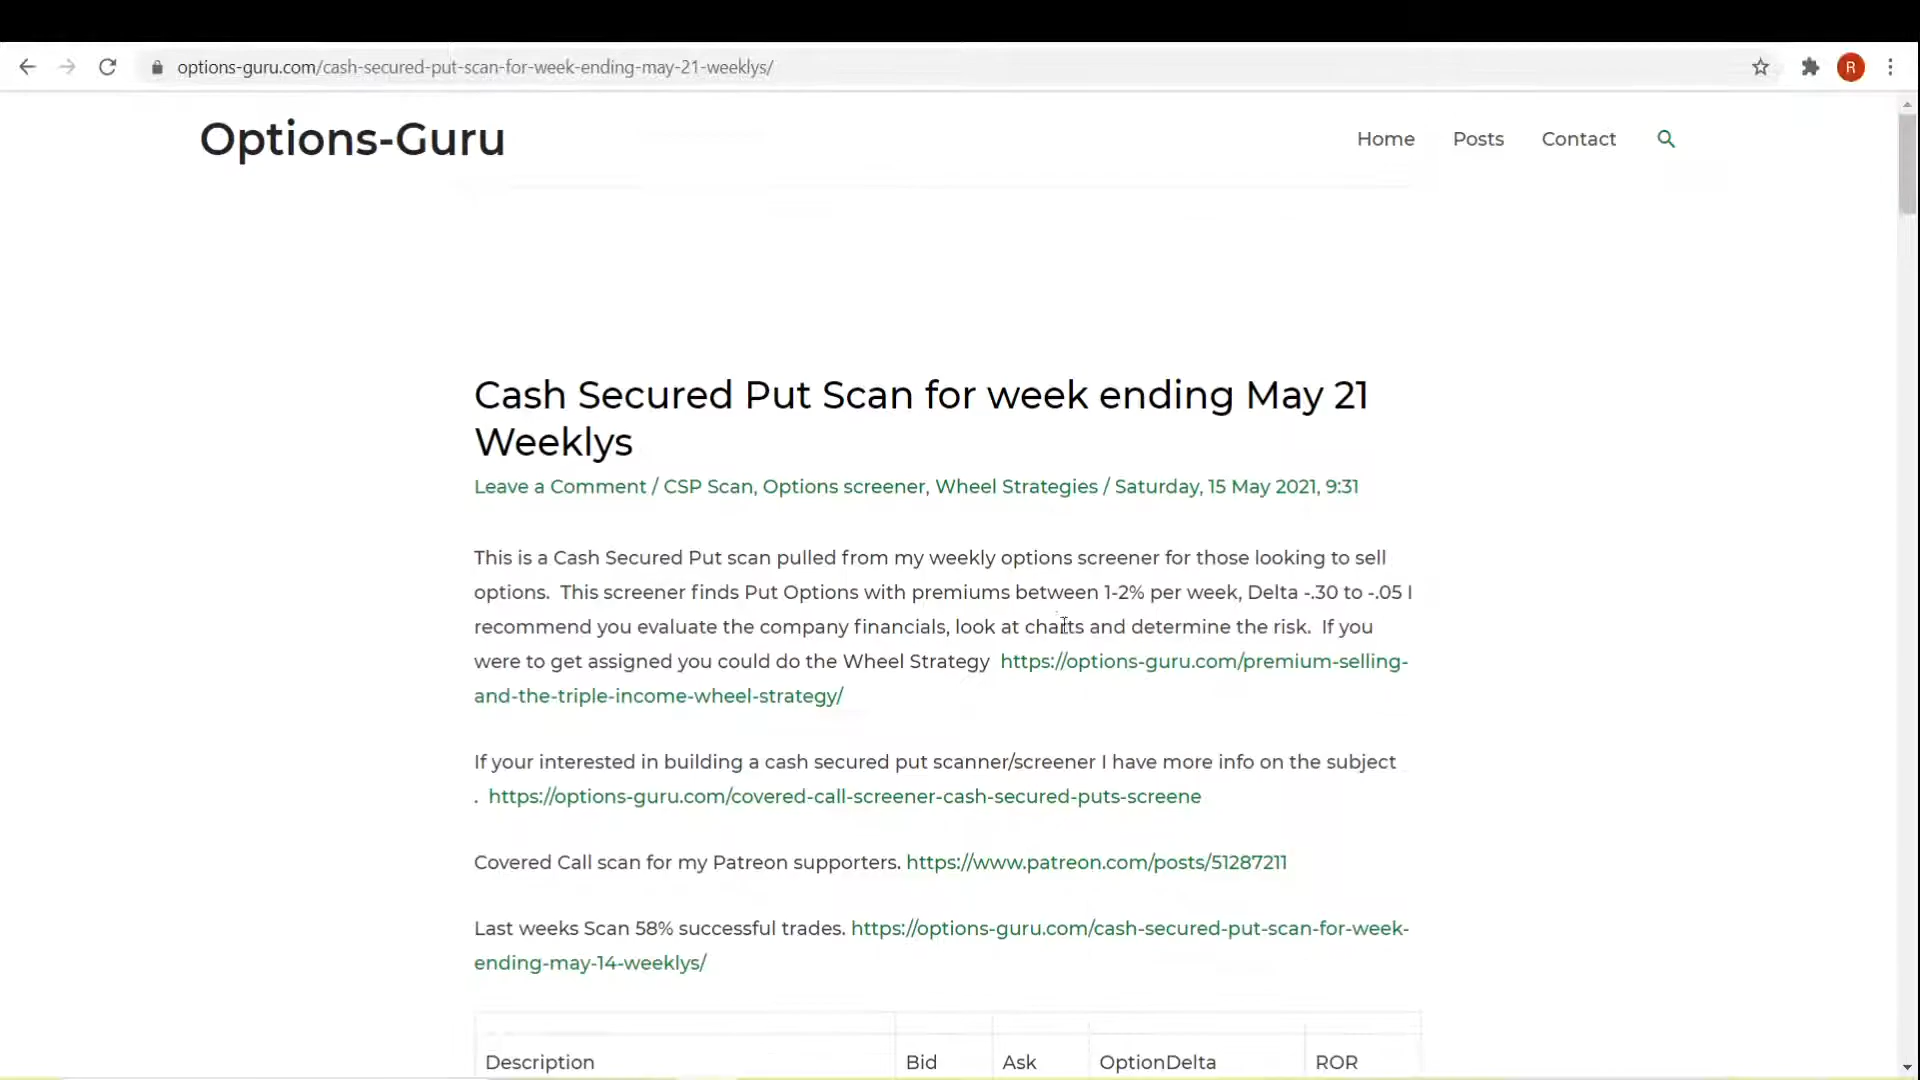 options-guru.com/cash-secured-put-scan-for-week-ending-may-21-weeklys/
R
Options-Guru
Home
Posts
Contact
Cash Secured Put Scan for week ending May 21
Weeklys
Leave a Comment / CSP Scan, Options screener, Wheel Strategies / Saturday, 15 May 2021, 9:31
This is a Cash Secured Put scan pulled from my weekly options screener for those looking to sell
options.  This screener finds Put Options with premiums between 1-2% per week, Delta -.30 to -.05 I
recommend you evaluate the company financials, look at charts and determine the risk.  If you
were to get assigned you could do the Wheel Strategy  https://options-guru.com/premium-selling-
and-the-triple-income-wheel-strategy/
If your interested in building a cash secured put scanner/screener I have more info on the subject
.  https://options-guru.com/covered-call-screener-cash-secured-puts-screene
Covered Call scan for my Patreon supporters. https://www.patreon.com/posts/51287211
Last weeks Scan 58% successful trades. https://options-guru.com/cash-secured-put-scan-for-week-
ending-may-14-weeklys/
Description Bid Ask OptionDelta ROR